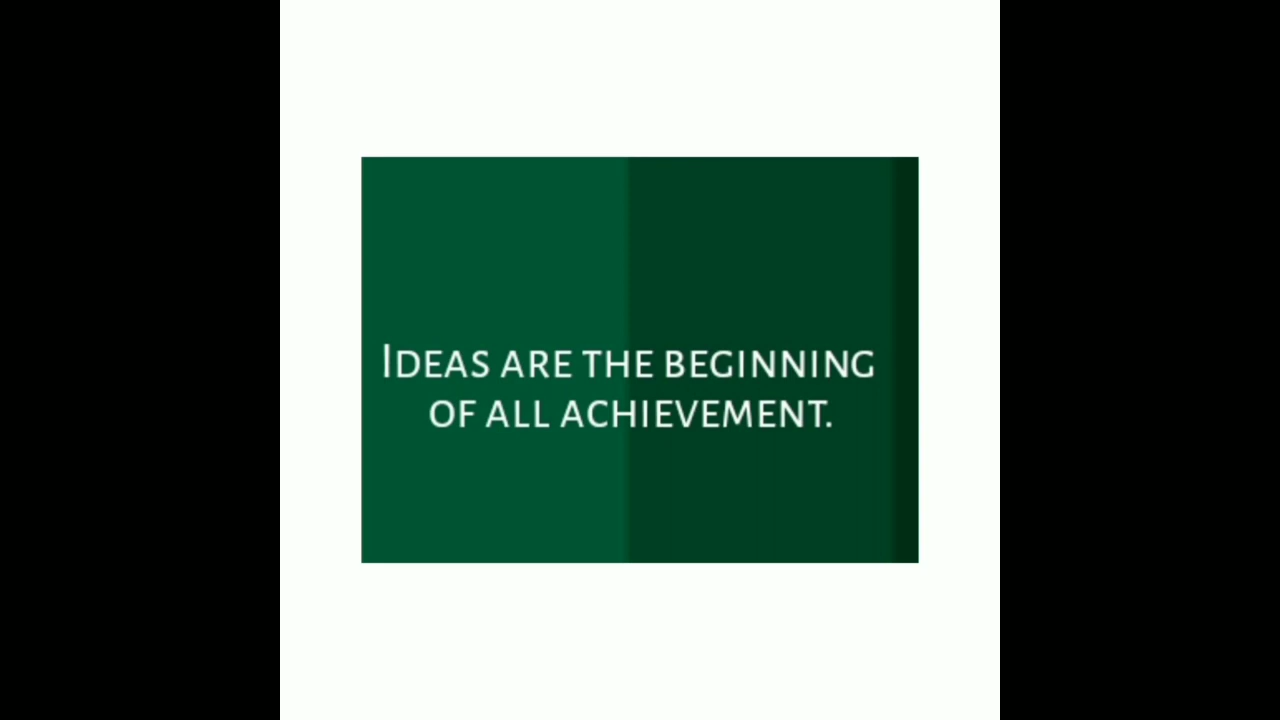 Ideas are the beginning
of all achievement.